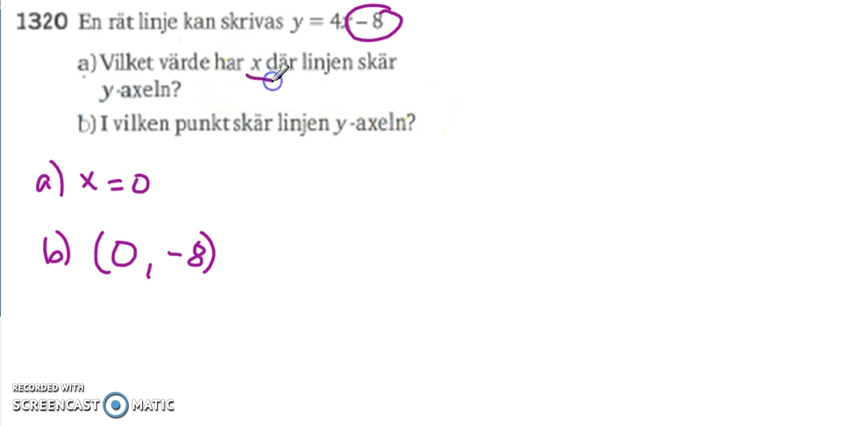 1320 En rät linje kan skrivas y = 4x - 8
a) Vilket värde har x där linjen skär
y-axeln?
b) I vilken punkt skär linjen y-axeln?
a) x = 0
b) (0, -8)
RECORDED WITH
SCREENCAST MATIC